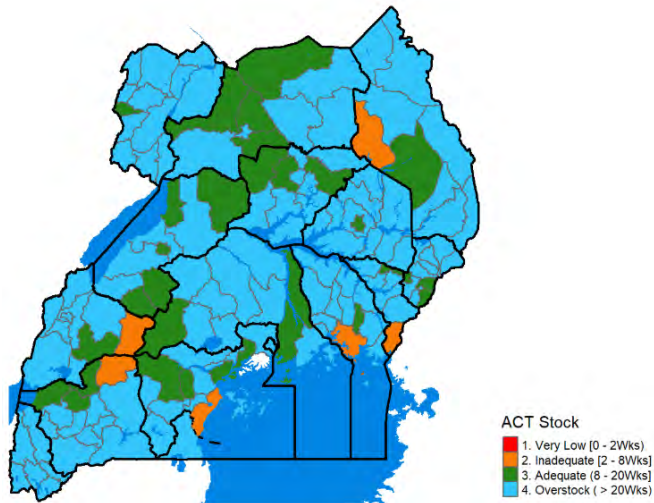 ACT Stock
1. Very Low [0 - 2Wks)
2. Inadequate [2 - 8Wks]
3. Adequate (8 - 20Wks]
4. Overstock ( > 20Wks)